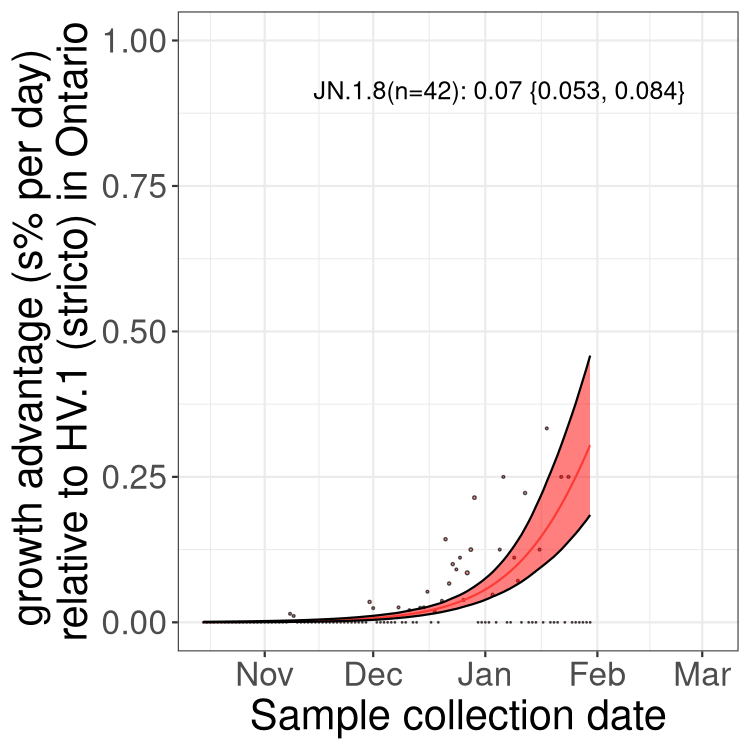 growth advantage (s% per day)
relative to HV.1 (stricto) in Ontario
1.00
0.75
0.50
0.25
0.00
JN.1.8(n=42): 0.07 {0.053, 0.084}
Nov Dec Jan Feb Mar
Sample collection date